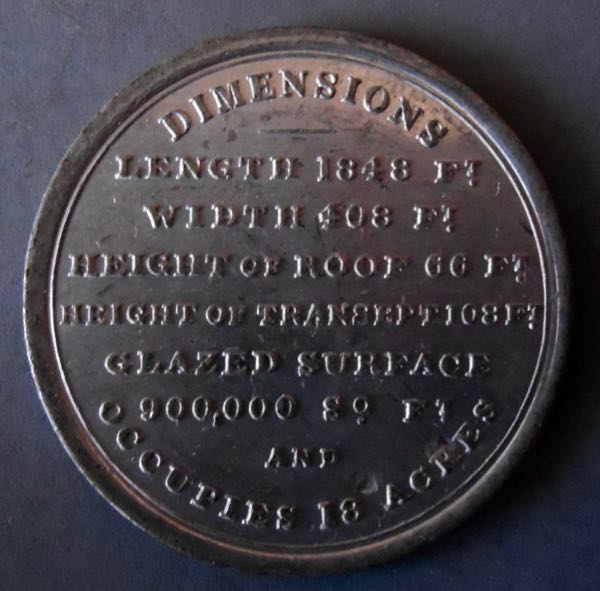 DIMENSIONS
LENGTH 1848 Ft
WIDTH 408 Ft
HEIGHT OF ROOF 66 Ft
HEIGHT OF TRANSEPT 108 Ft
GLAZED SURFACE
900,000 SQ Ft
AND
OCCUPIES 18 ACRES